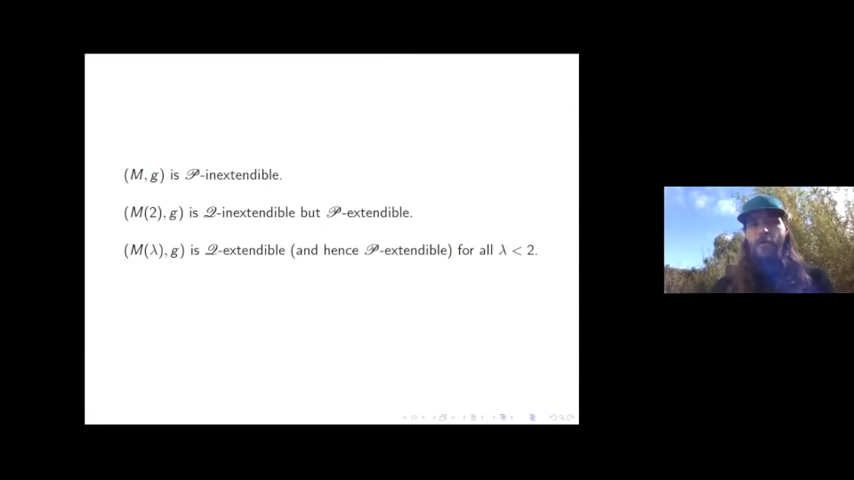 (M, g) is 𝒫-inextendible.
(M(2), g) is 𝒬-inextendible but 𝒫-extendible.
(M(λ), g) is 𝒬-extendible (and hence 𝒫-extendible) for all λ < 2.